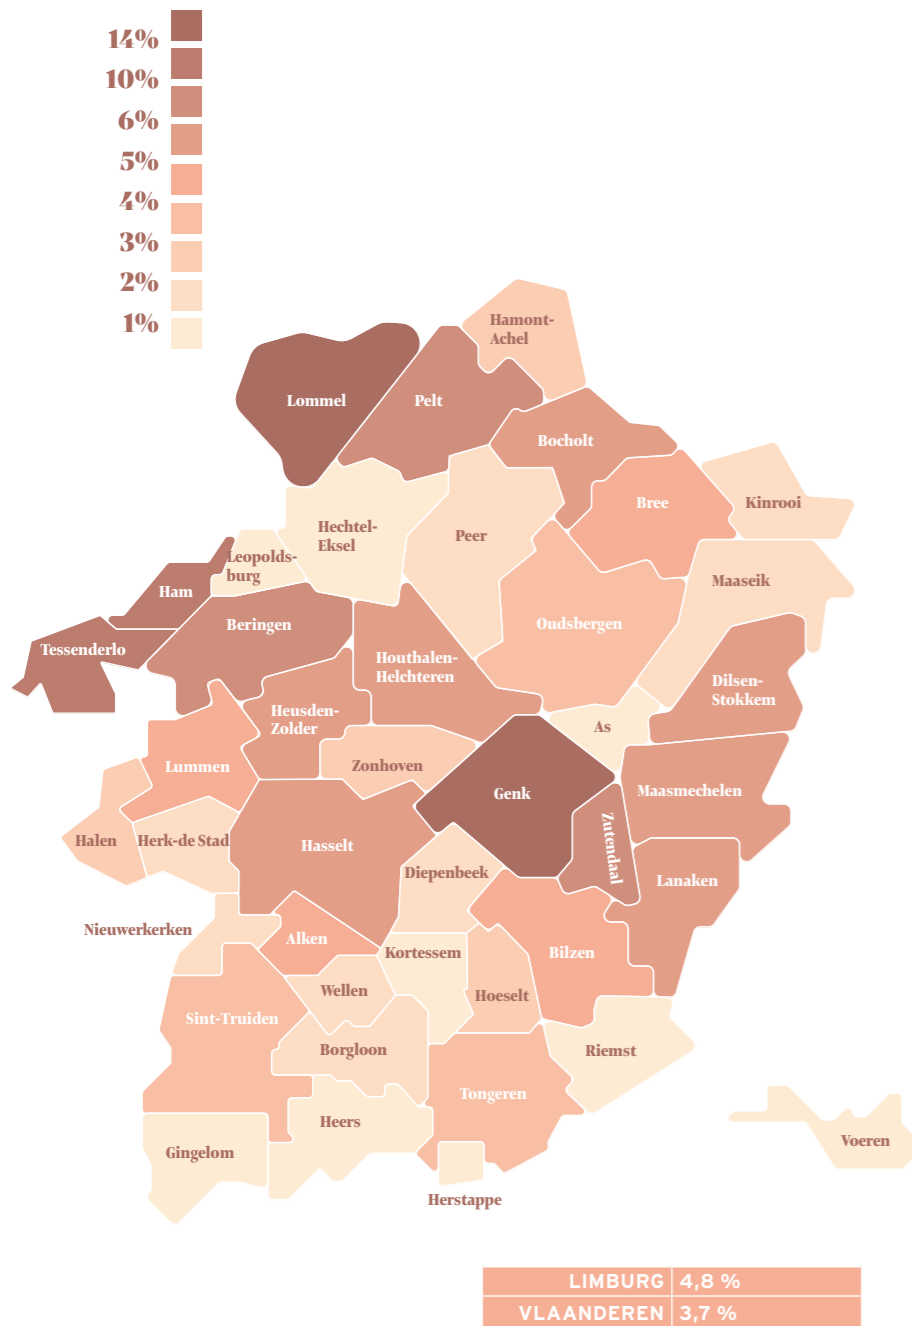 14%
10%
6%
5%
4%
3%
2%
1%
Hamont-
Achel
Lommel
Pelt
Bocholt
Bree
Kinrooi
Hechtel-
Eksel
Peer
Leopolds-
burg
Maaseik
Ham
Beringen
Oudsbergen
Tessenderlo
Houthalen-
Helchteren
Dilsen-
Stokkem
Heusden-
Zolder
As
Lummen
Zonhoven
Genk
Maasmechelen
Halen
Herk-de Stad
Hasselt
Zutendaal
Diepenbeek
Lanaken
Nieuwerkerken
Alken
Kortessem
Bilzen
Wellen
Hoeselt
Sint-Truiden
Borgloon
Riemst
Tongeren
Heers
Voeren
Gingelom
Herstappe
LIMBURG 4,8 %
VLAANDEREN 3,7 %